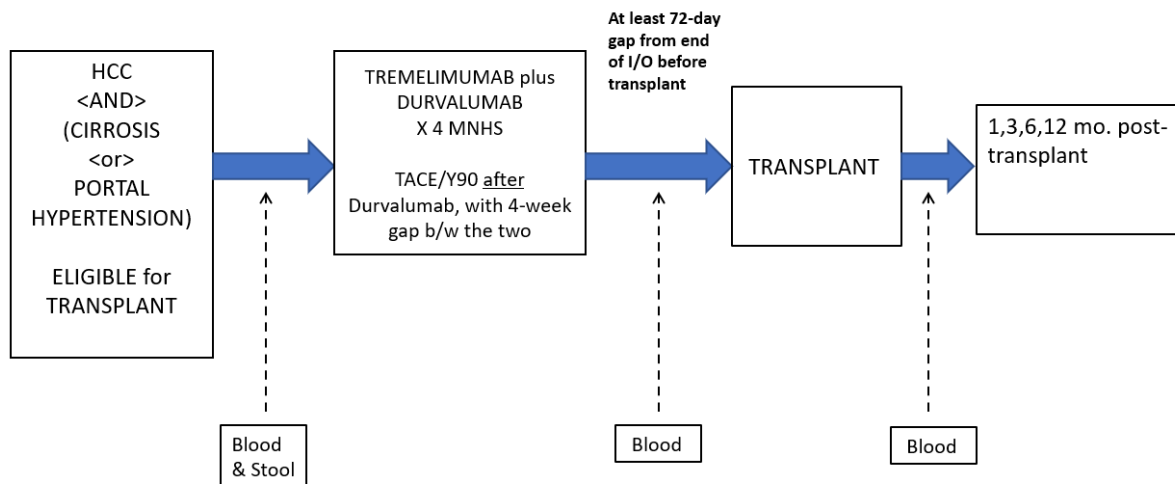 HCC
<AND>
(CIRROSIS
<or>
PORTAL
HYPERTENSION)
ELIGIBLE for
TRANSPLANT
TREMELIMUMAB plus
DURVALUMAB
X 4 MNHS
TACE/Y90 after
Durvalumab, with 4-week
gap b/w the two
At least 72-day
gap from end
of I/O before
transplant
TRANSPLANT
1,3,6,12 mo. post-
transplant
Blood
& Stool
Blood
Blood